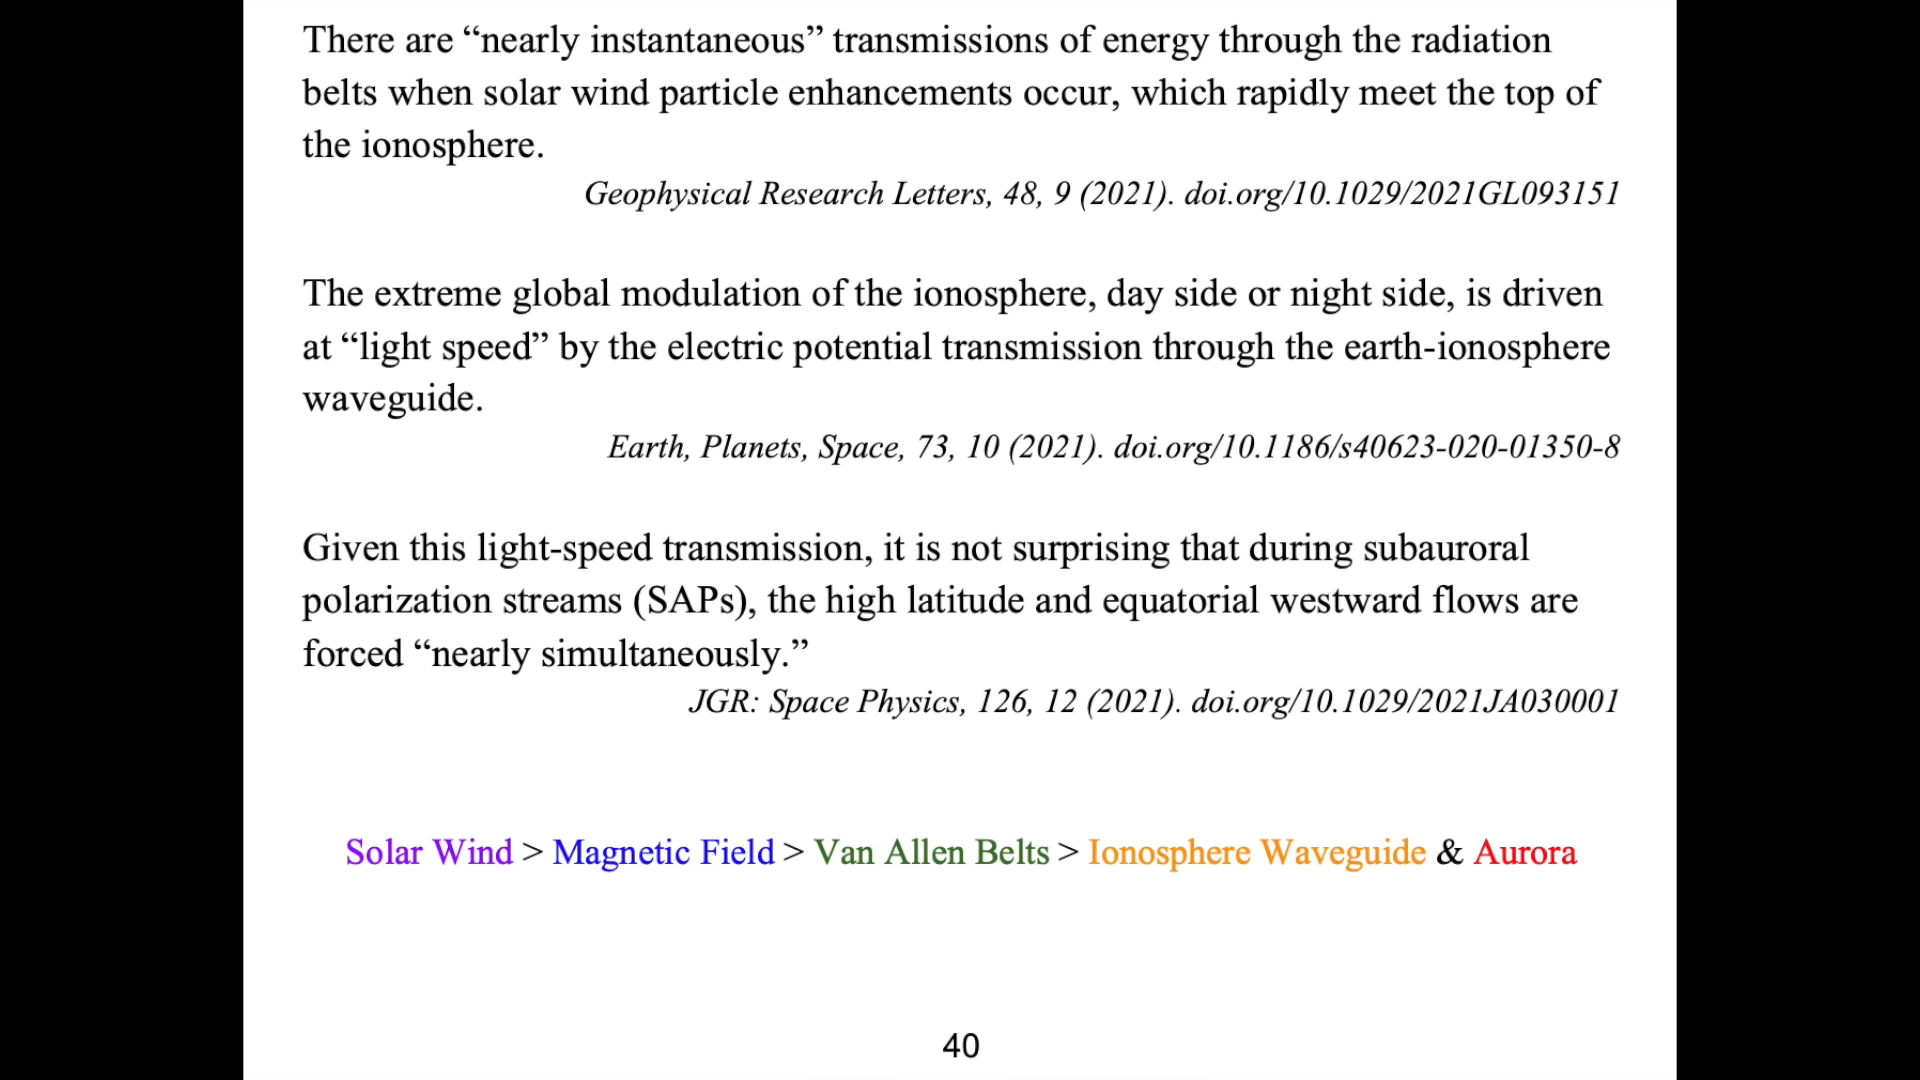 There are “nearly instantaneous” transmissions of energy through the radiation
belts when solar wind particle enhancements occur, which rapidly meet the top of
the ionosphere.
Geophysical Research Letters, 48, 9 (2021). doi.org/10.1029/2021GL093151
The extreme global modulation of the ionosphere, day side or night side, is driven
at “light speed” by the electric potential transmission through the earth-ionosphere
waveguide.
Earth, Planets, Space, 73, 10 (2021). doi.org/10.1186/s40623-020-01350-8
Given this light-speed transmission, it is not surprising that during subauroral
polarization streams (SAPs), the high latitude and equatorial westward flows are
forced “nearly simultaneously.”
JGR: Space Physics, 126, 12 (2021). doi.org/10.1029/2021JA030001
Solar Wind > Magnetic Field > Van Allen Belts > Ionosphere Waveguide & Aurora
40